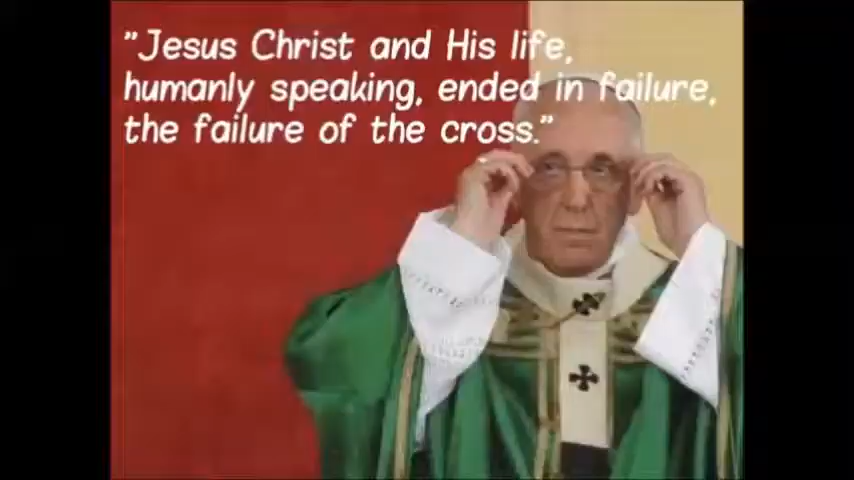 "Jesus Christ and His life,
humanly speaking, ended in failure,
the failure of the cross."